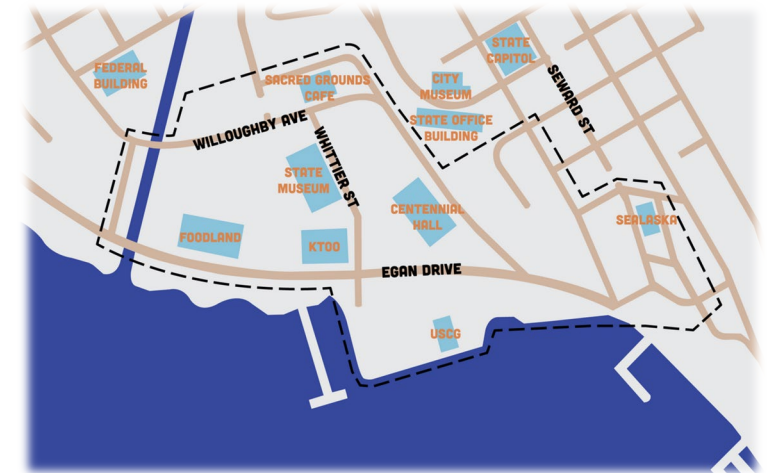 FEDERAL
BUILDING
STATE
CAPITOL
SEWARD ST
CITY
MUSEUM
SACRED GROUNDS
CAFE
STATE OFFICE
BUILDING
WILLOUGHBY AVE
WHITTIER ST
STATE
MUSEUM
CENTENNIAL
HALL
SEALASKA
FOODLAND
KTOO
EGAN DRIVE
USCG